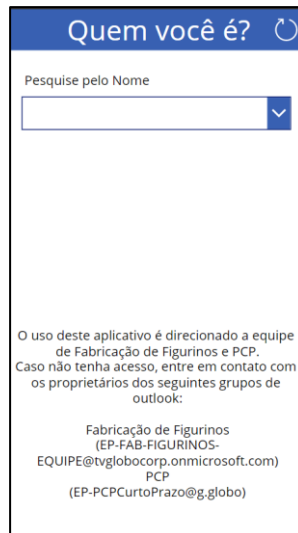 Quem você é?
Pesquise pelo Nome
O uso deste aplicativo é direcionado a equipe
de Fabricação de Figurinos e PCP.
Caso não tenha acesso, entre em contato com
os proprietários dos seguintes grupos de
outlook:
Fabricação de Figurinos
(EP-FAB-FIGURINOS-
EQUIPE@tvglobocorp.onmicrosoft.com)
PCP
(EP-PCPCurtoPrazo@g.globo)